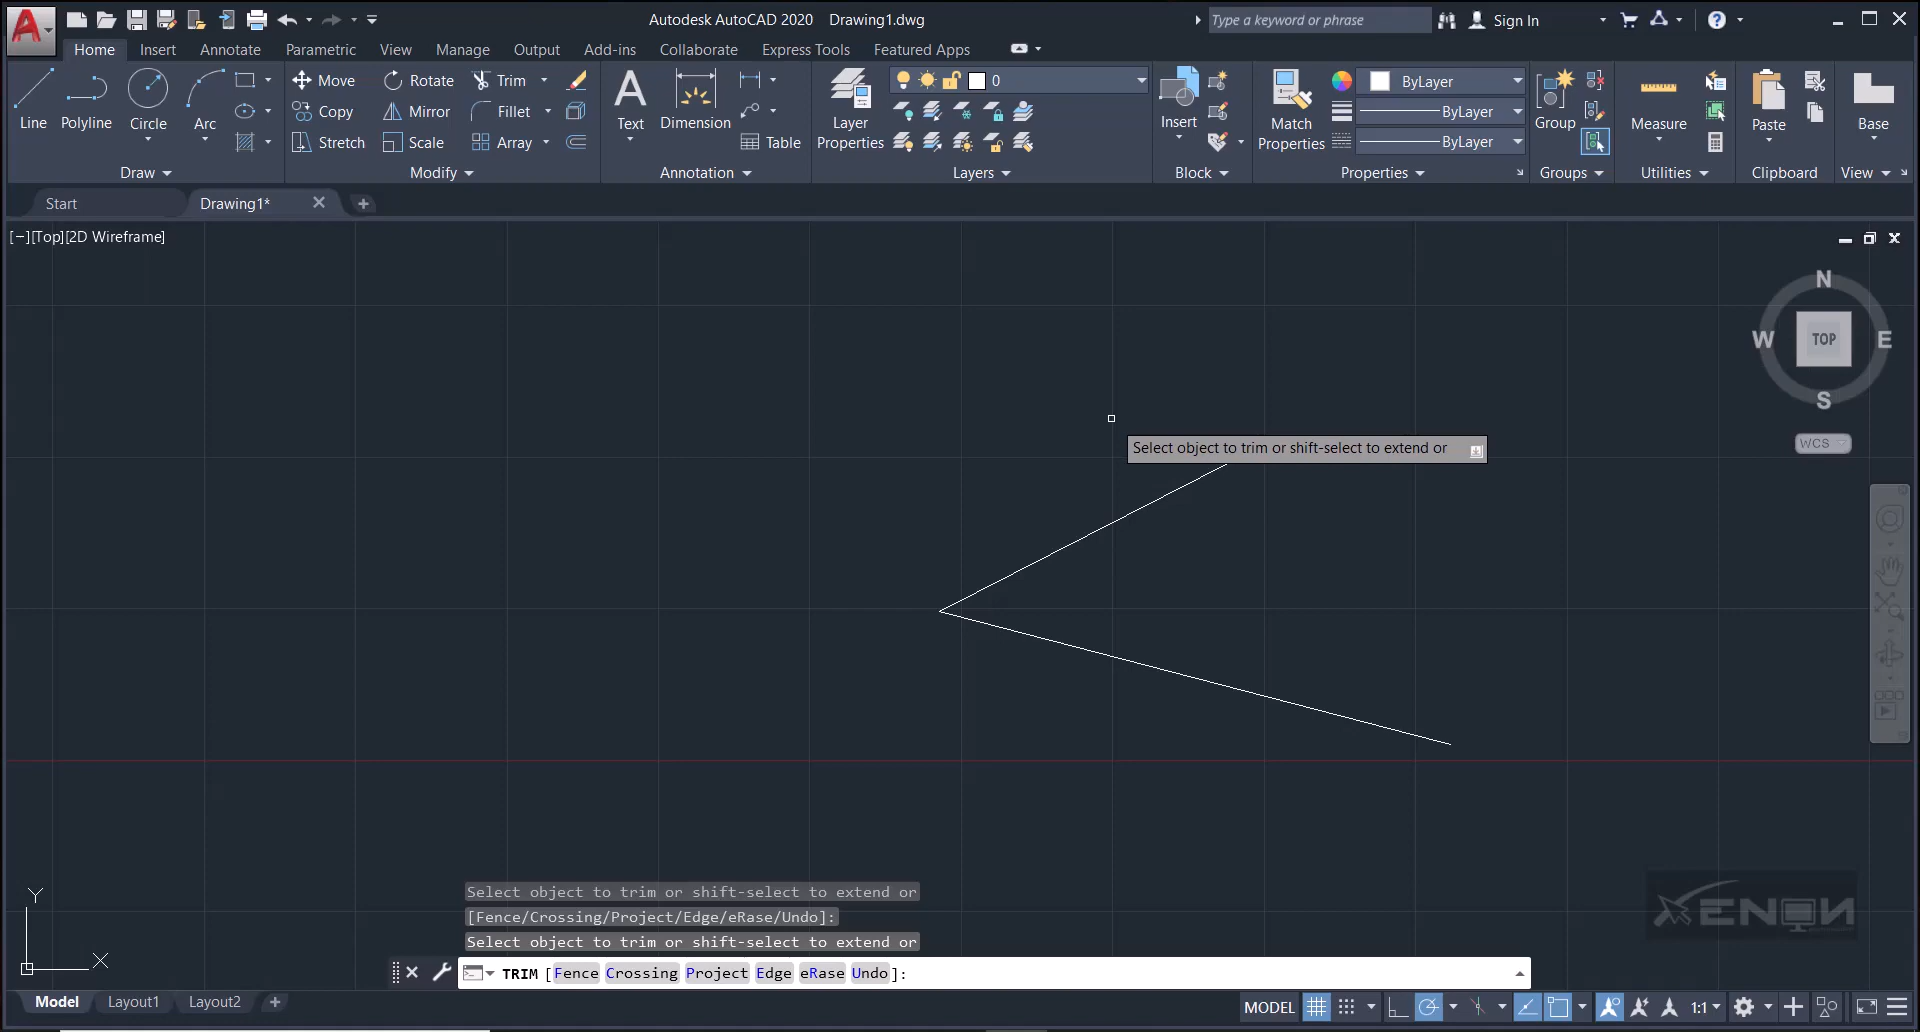 Autodesk AutoCAD 2020 Drawing1.dwg
Type a keyword or phrase
Sign In
Home Insert Annotate Parametric View Manage Output Add-ins Collaborate Express Tools Featured Apps
Line Polyline Circle Arc
Draw
Move Rotate Trim
Copy Mirror Fillet
Stretch Scale Array
Modify
Text Dimension Table
Annotation
Layer Properties
0
Layers
Insert
Block
Match Properties
ByLayer
ByLayer
ByLayer
Properties
Group
Groups
Measure
Utilities
Paste
Clipboard
Base
View
Start Drawing1*
[−][Top][2D Wireframe]
N
W TOP E
S
WCS
Select object to trim or shift-select to extend or
Y
X
Select object to trim or shift-select to extend or
[Fence/Crossing/Project/Edge/eRase/Undo]:
Select object to trim or shift-select to extend or
TRIM [Fence Crossing Project Edge eRase Undo]:
Model Layout1 Layout2
MODEL 1:1